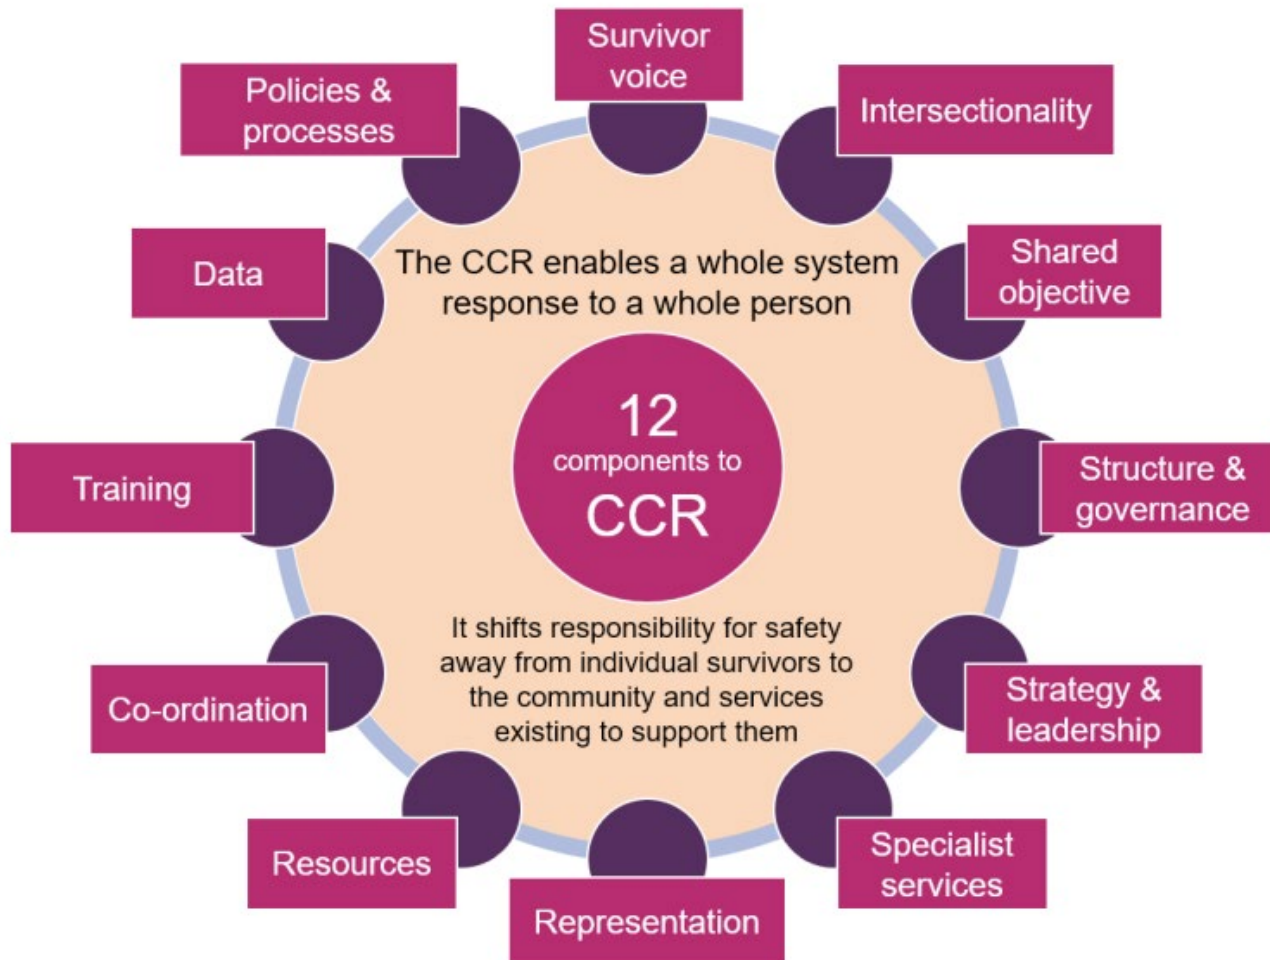 Survivor
voice
Intersectionality
Shared
objective
Structure &
governance
Strategy &
leadership
Specialist
services
Representation
Resources
Co-ordination
Training
Data
Policies &
processes
The CCR enables a whole system
response to a whole person
12
components to
CCR
It shifts responsibility for safety
away from individual survivors to
the community and services
existing to support them